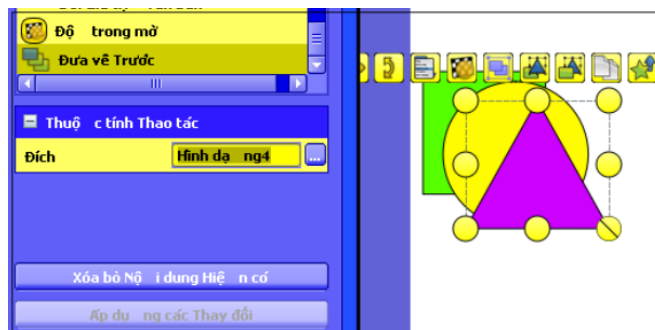 Độ trong mờ
Đưa về Trước
Thuộc tính Thao tác
Đích Hình dạng4 ...
Xóa bỏ Nội dung Hiện có
Áp dụng các Thay đổi